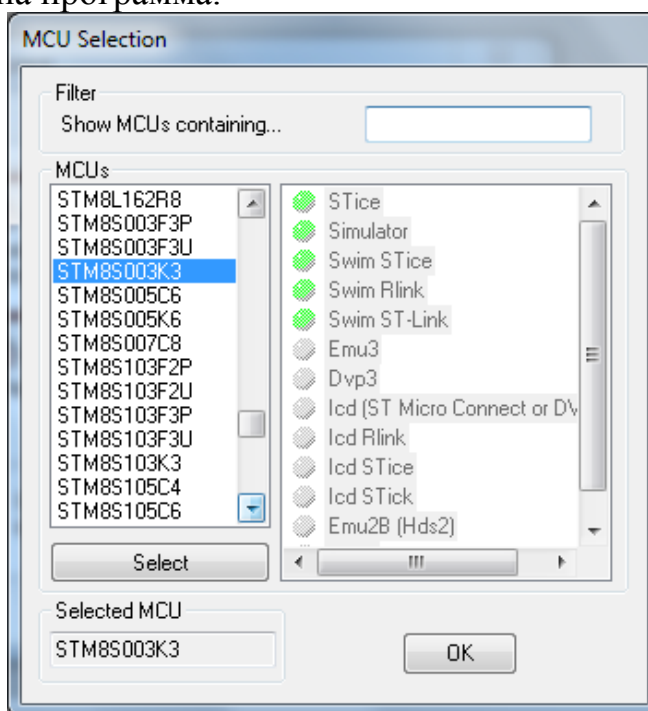 на программа.
MCU Selection
Filter
Show MCUs containing...
MCUs
STM8L162R8
STM8S003F3P
STM8S003F3U
STM8S003K3
STM8S005C6
STM8S005K6
STM8S007C8
STM8S103F2P
STM8S103F2U
STM8S103F3P
STM8S103F3U
STM8S103K3
STM8S105C4
STM8S105C6
Select
STice
Simulator
Swim STice
Swim Rlink
Swim ST-Link
Emu3
Dvp3
Icd (ST Micro Connect or DV
Icd Rlink
Icd STice
Icd STick
Emu2B (Hds2)
Selected MCU
STM8S003K3
OK